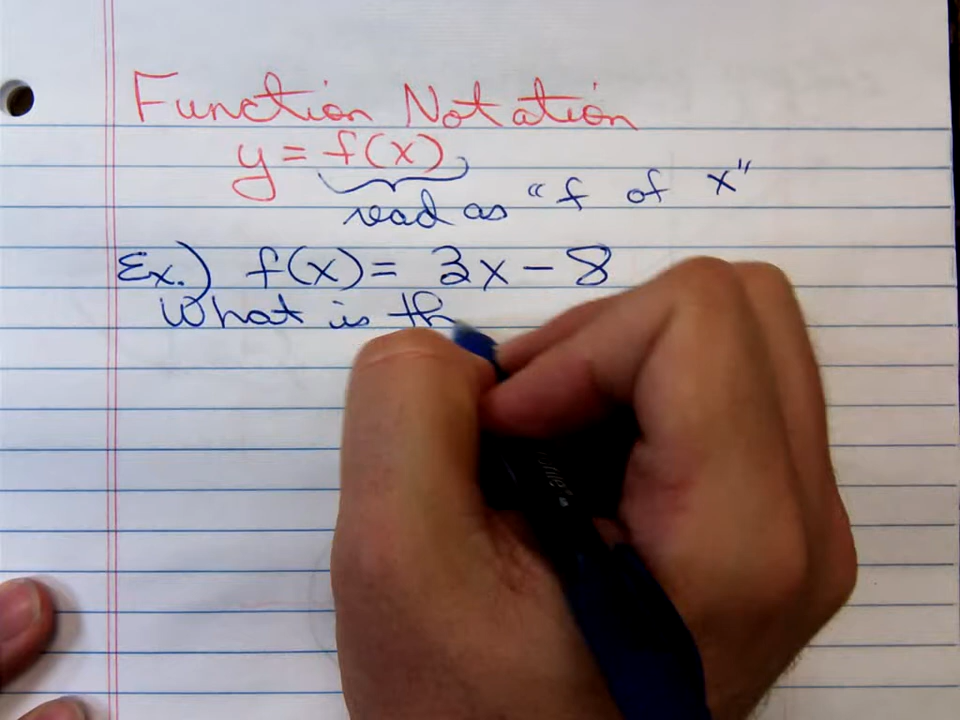 Function Notation
y = f(x)
read as "f of x"
Ex.) f(x) = 3x - 8
What is th